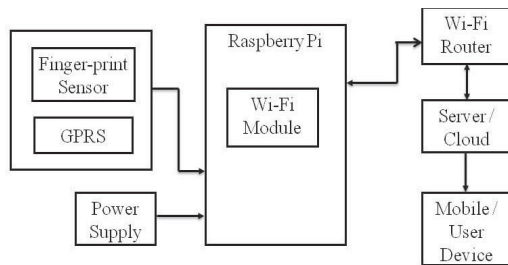 Finger-print
Sensor
GPRS
Power
Supply
Raspberry Pi
Wi-Fi
Module
Wi-Fi
Router
Server /
Cloud
Mobile /
User
Device